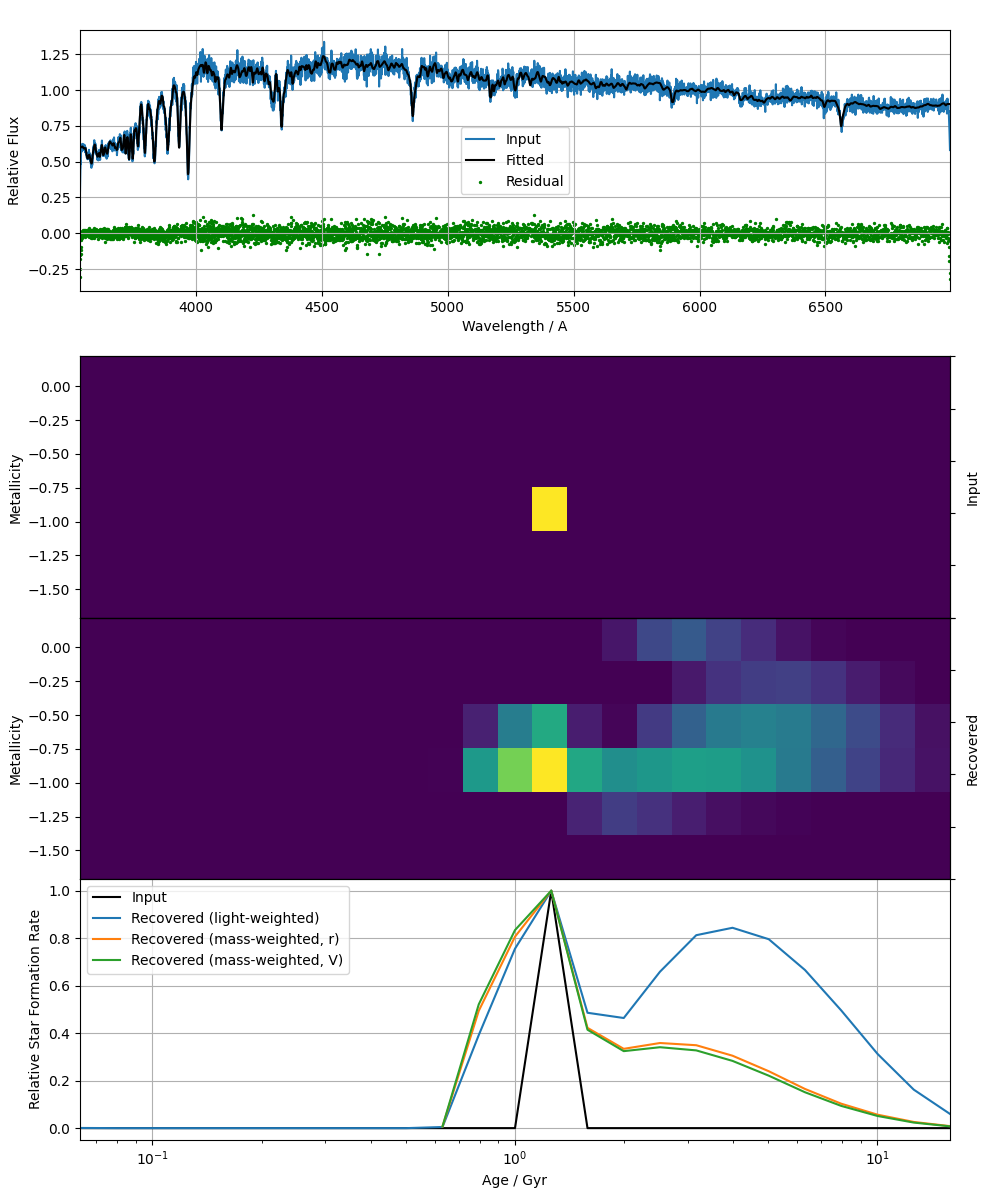 1.25
1.00
0.75
0.50
0.25
0.00
−0.25
Relative Flux
Input
Fitted
Residual
4000 4500 5000 5500 6000 6500
Wavelength / A
0.00
−0.25
−0.50
−0.75
−1.00
−1.25
−1.50
Metallicity
Input
0.00
−0.25
−0.50
−0.75
−1.00
−1.25
−1.50
Metallicity
Recovered
1.0
0.8
0.6
0.4
0.2
0.0
Relative Star Formation Rate
Input
Recovered (light-weighted)
Recovered (mass-weighted, r)
Recovered (mass-weighted, V)
10⁻¹ 10⁰ 10¹
Age / Gyr